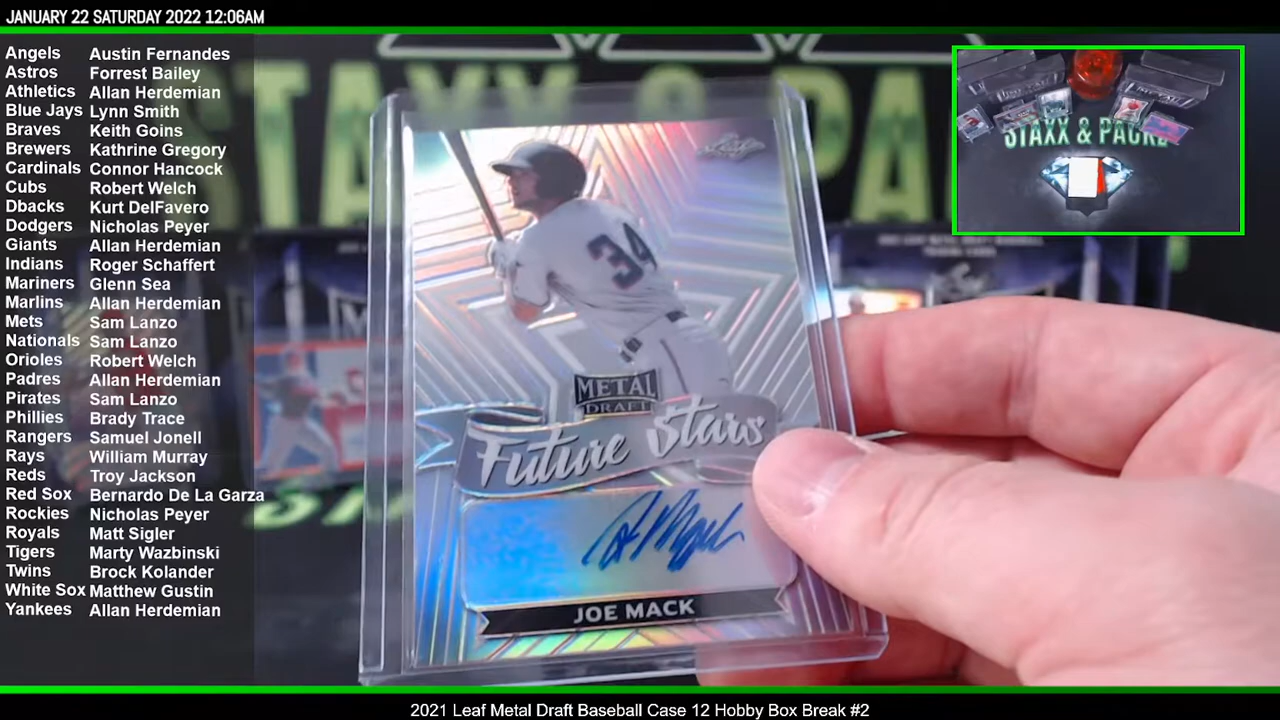 JANUARY 22 SATURDAY 2022 12:06AM
Angels Austin Fernandes
Astros Forrest Bailey
Athletics Allan Herdemian
Blue Jays Lynn Smith
Braves Keith Goins
Brewers Kathrine Gregory
Cardinals Connor Hancock
Cubs Robert Welch
Dbacks Kurt DelFavero
Dodgers Nicholas Peyer
Giants Allan Herdemian
Indians Roger Schaffert
Mariners Glenn Sea
Marlins Allan Herdemian
Mets Sam Lanzo
Nationals Sam Lanzo
Orioles Robert Welch
Padres Allan Herdemian
Pirates Sam Lanzo
Phillies Brady Trace
Rangers Samuel Jonell
Rays William Murray
Reds Troy Jackson
Red Sox Bernardo De La Garza
Rockies Nicholas Peyer
Royals Matt Sigler
Tigers Marty Wazbinski
Twins Brock Kolander
White Sox Matthew Gustin
Yankees Allan Herdemian
STAXX & PAC
Leaf
34
METAL
DRAFT
Future Stars
JOE MACK
STAXX & PACK
METAL
2021 Leaf Metal Draft Baseball Case 12 Hobby Box Break #2